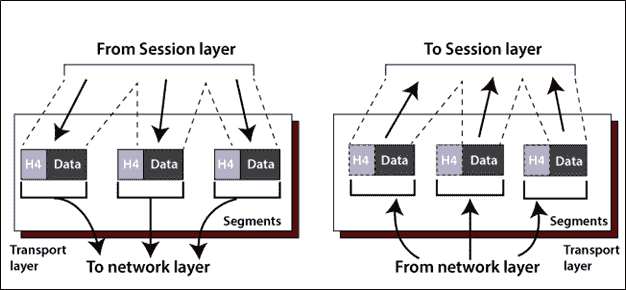 From Session layer
H4 Data
H4 Data
H4 Data
Segments
Transport
layer
To network layer
To Session layer
H4 Data
H4 Data
H4 Data
Segments
From network layer
Transport
layer